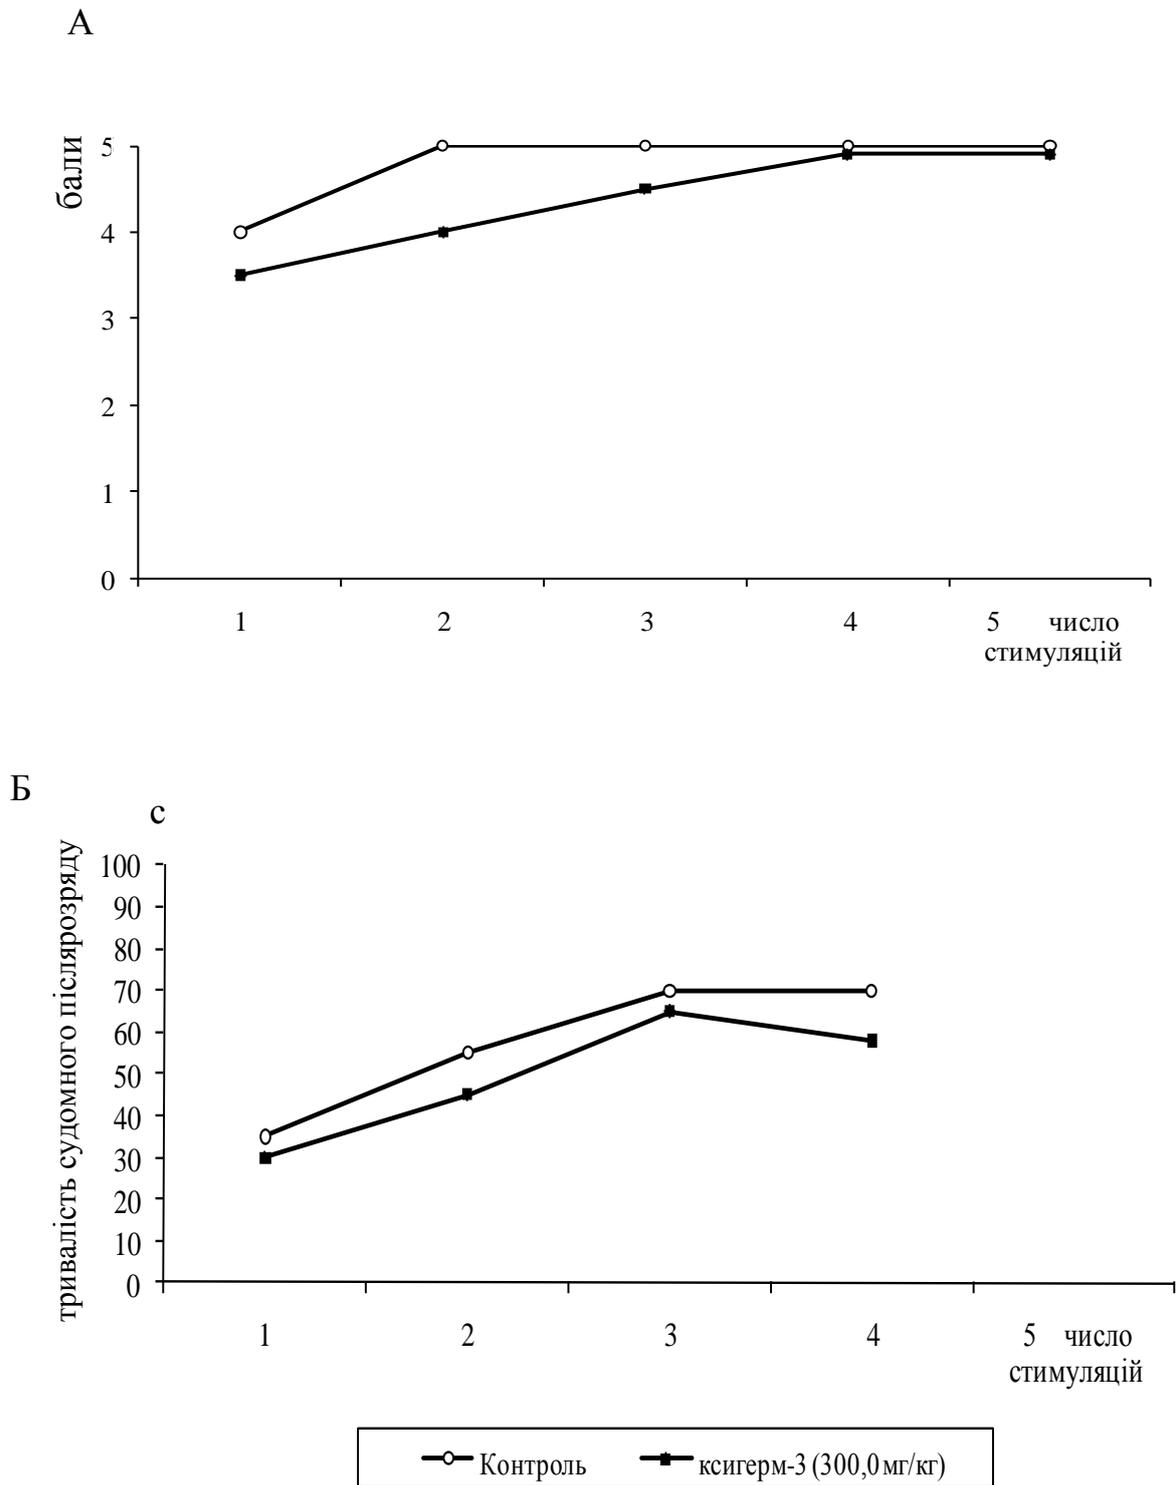 А
бали
5
4
3
2
1
0
1 2 3 4 5 число
стимуляцій
Б
с
тривалість судомного післярозряду
100
90
80
70
60
50
40
30
20
10
0
1 2 3 4 5 число
стимуляцій
Контроль ксигерм-3 (300,0 мг/кг)